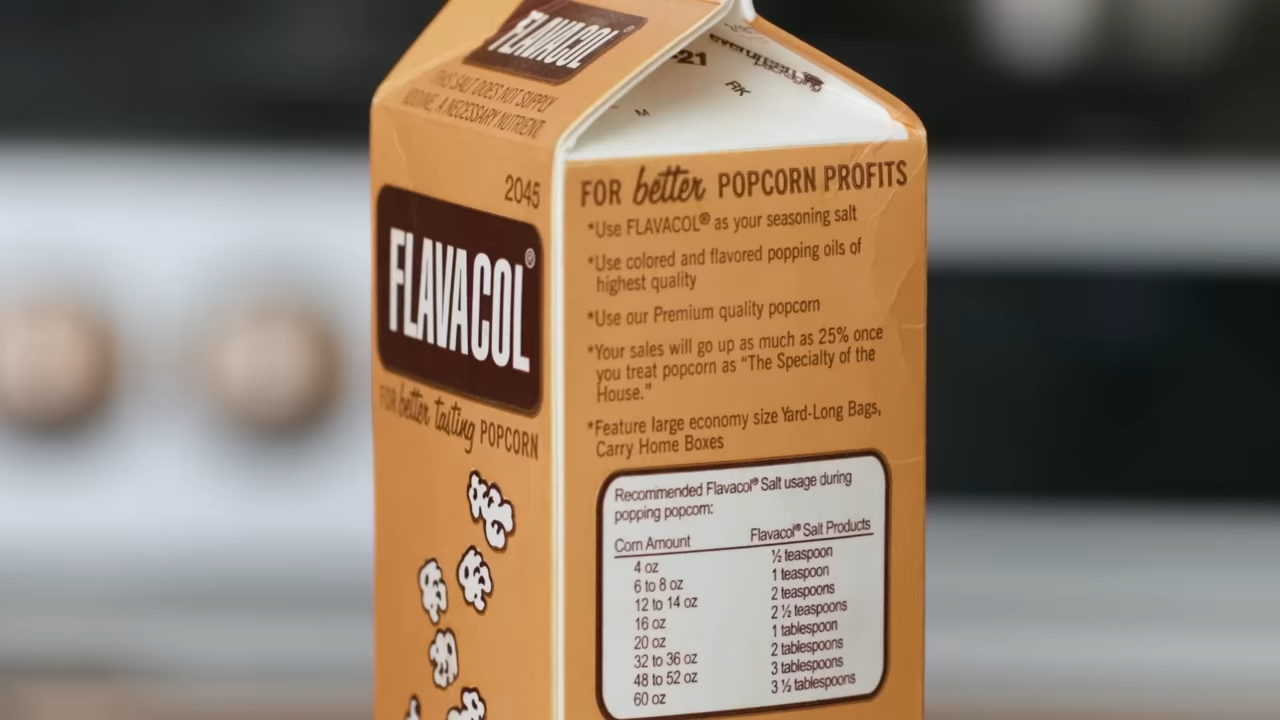 FLAVACOL®
THIS SALT DOES NOT SUPPLY
IODINE, A NECESSARY NUTRIENT.
2045
FLAVACOL®
FOR better tasting POPCORN
-21
evergreen
Packaging
RK
M
FOR better POPCORN PROFITS
*Use FLAVACOL® as your seasoning salt
*Use colored and flavored popping oils of
highest quality
*Use our Premium quality popcorn
*Your sales will go up as much as 25% once
you treat popcorn as “The Specialty of the
House.”
*Feature large economy size Yard-Long Bags,
Carry Home Boxes
Recommended Flavacol® Salt usage during
popping popcorn:
Corn Amount Flavacol® Salt Products
4 oz ½ teaspoon
6 to 8 oz 1 teaspoon
12 to 14 oz 2 teaspoons
16 oz 2 ½ teaspoons
20 oz 1 tablespoon
32 to 36 oz 2 tablespoons
48 to 52 oz 3 tablespoons
60 oz 3 ½ tablespoons